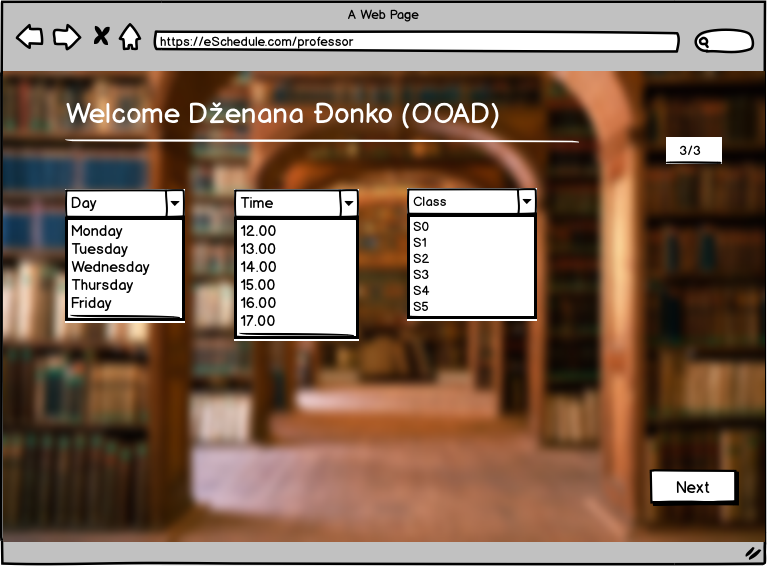 A Web Page
https://eSchedule.com/professor
Welcome Dženana Đonko (OOAD)
3/3
Day
Monday
Tuesday
Wednesday
Thursday
Friday
Time
12.00
13.00
14.00
15.00
16.00
17.00
Class
S0
S1
S2
S3
S4
S5
Next